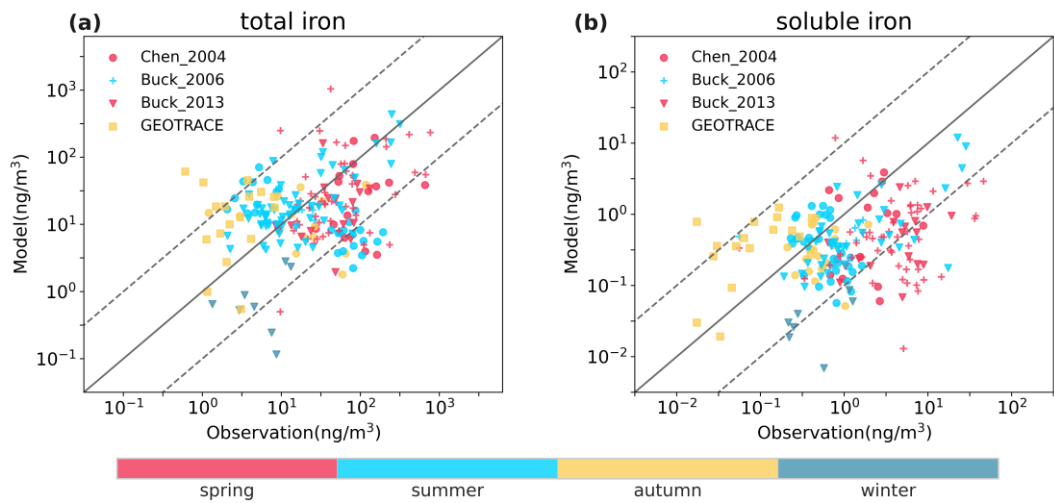 (a) total iron
Chen_2004
Buck_2006
Buck_2013
GEOTRACE
Model(ng/m³)
10³
10²
10¹
10⁰
10⁻¹
10⁻¹ 10⁰ 10¹ 10² 10³
Observation(ng/m³)
(b) soluble iron
Chen_2004
Buck_2006
Buck_2013
GEOTRACE
Model(ng/m³)
10²
10¹
10⁰
10⁻¹
10⁻²
10⁻² 10⁻¹ 10⁰ 10¹ 10²
Observation(ng/m³)
spring summer autumn winter